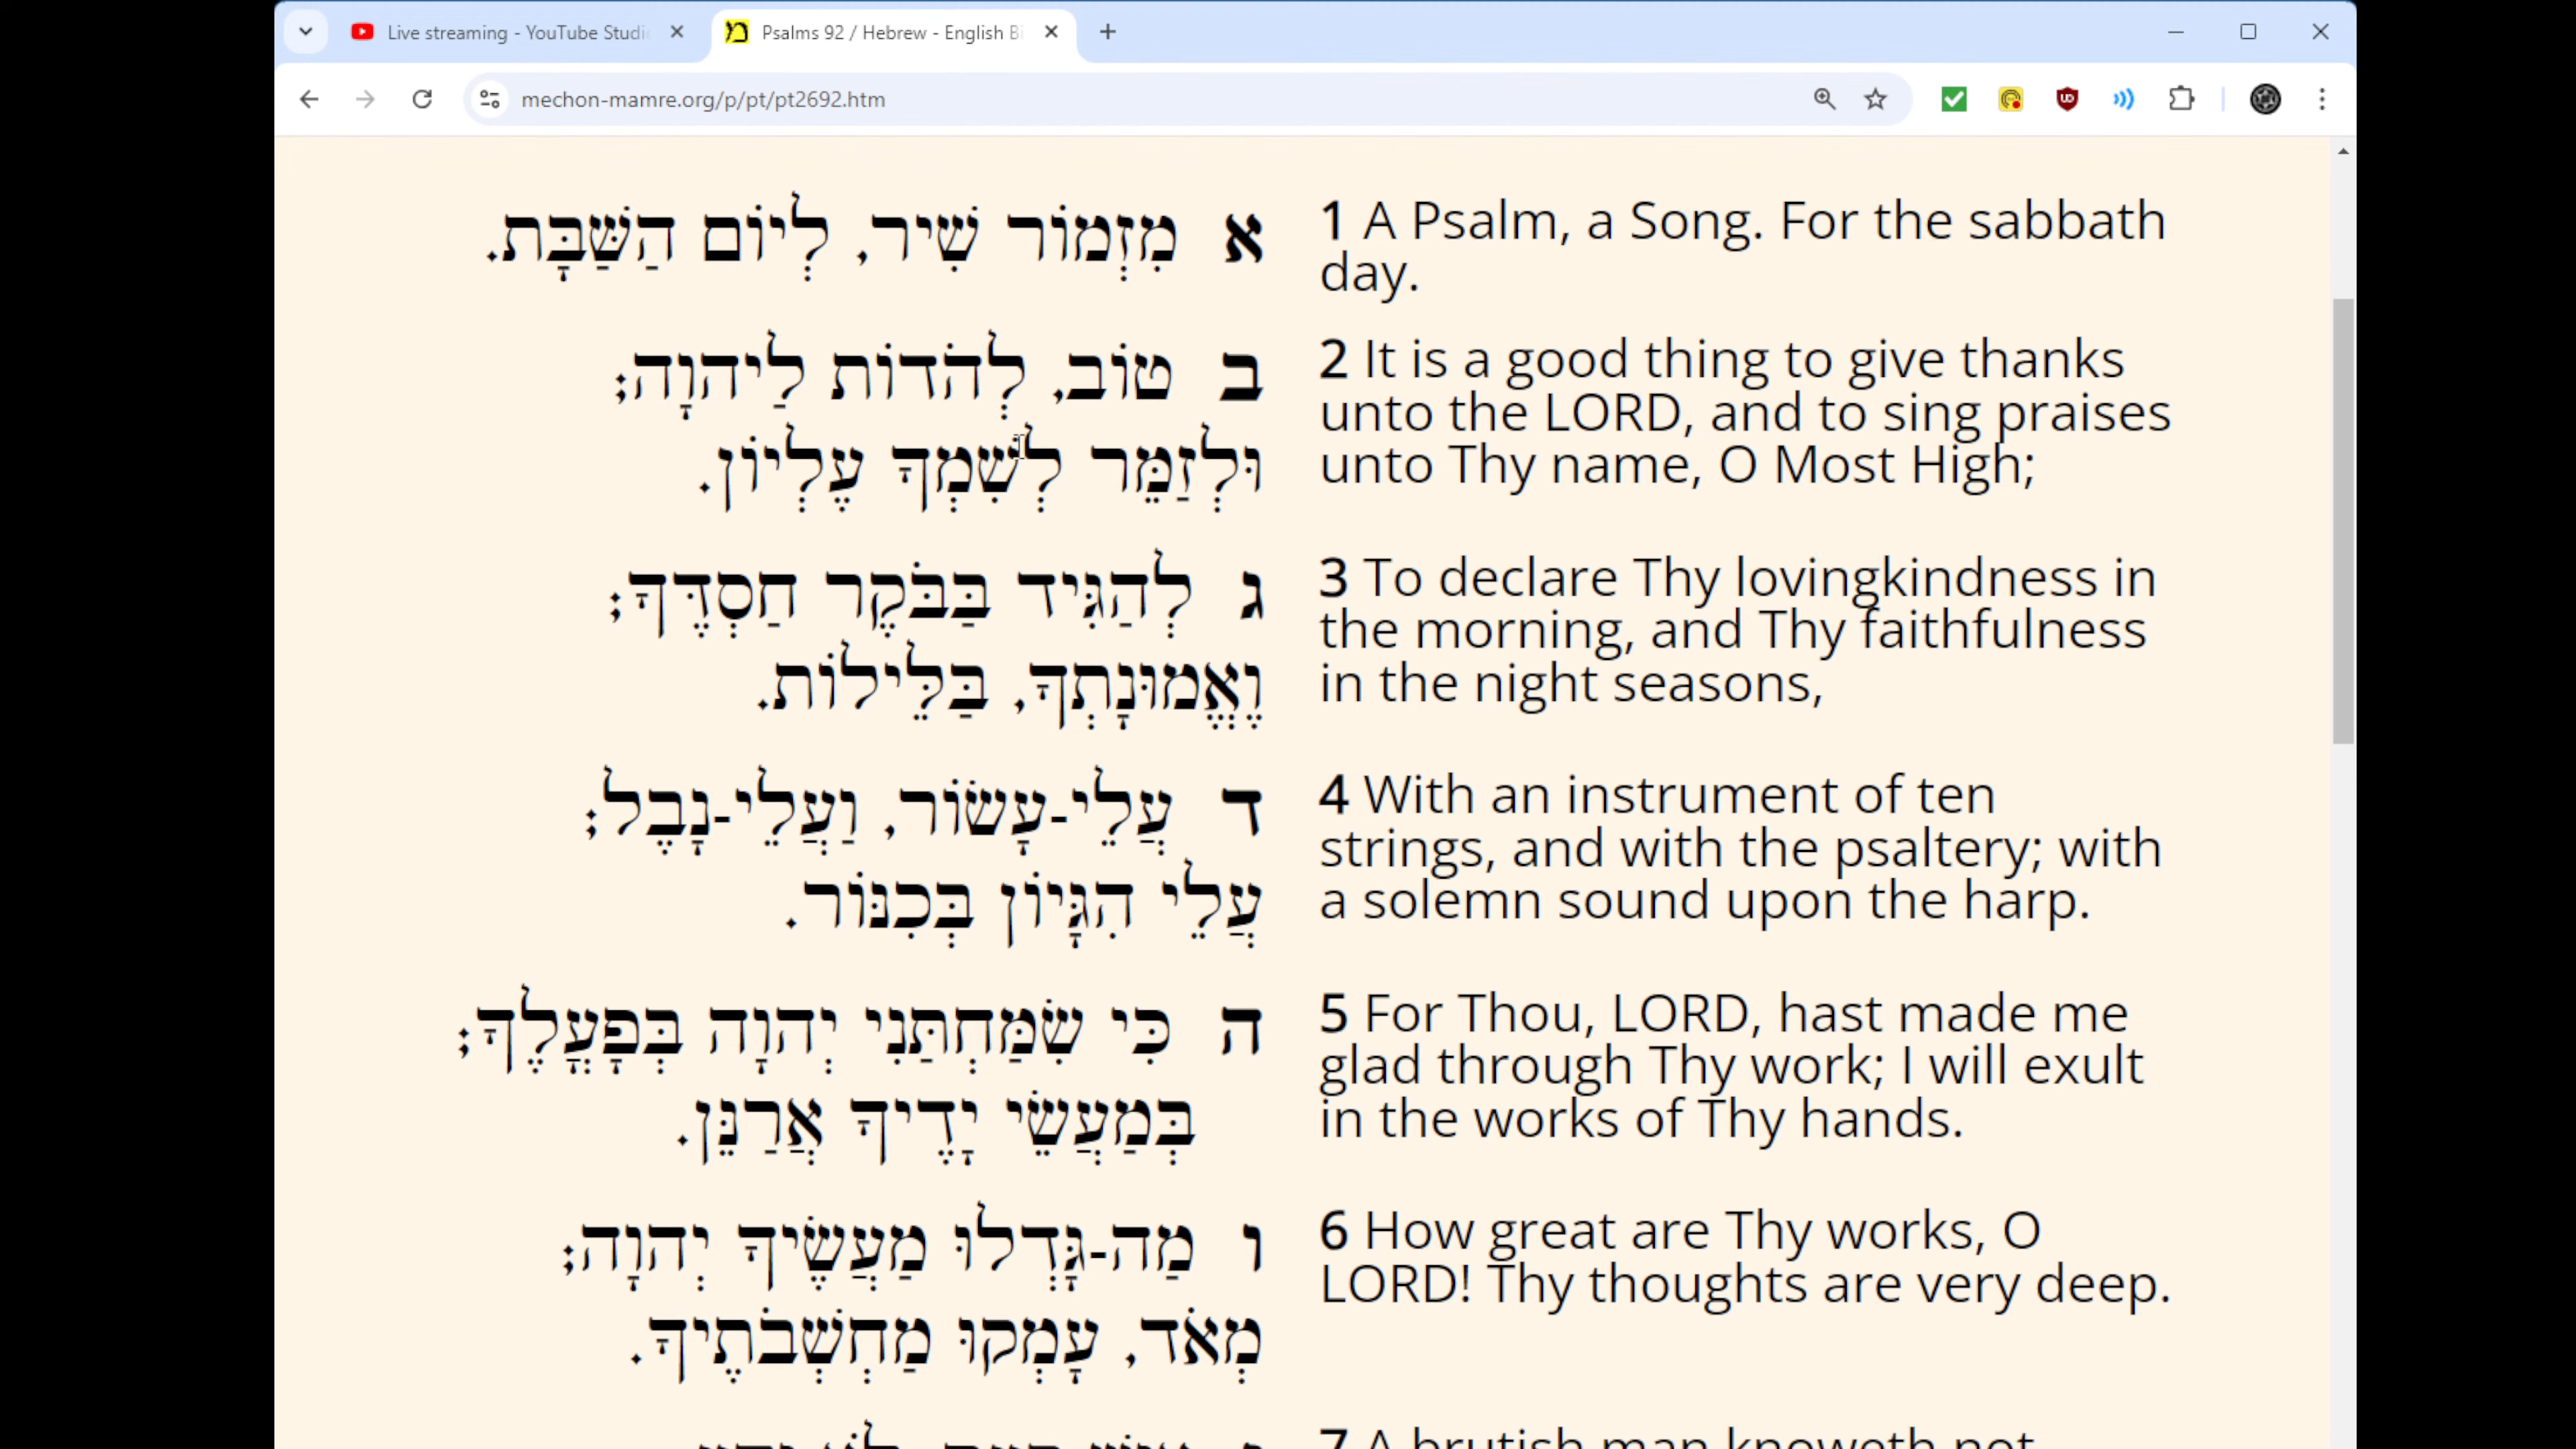 Live streaming - YouTube Studi
Psalms 92 / Hebrew - English Bi
mechon-mamre.org/p/pt/pt2692.htm
א מִזְמוֹר שִׁיר, לְיוֹם הַשַּׁבָּת.
1 A Psalm, a Song. For the sabbath
day.
ב טוֹב, לְהֹדוֹת לַיהוָה;
וּלְזַמֵּר לְשִׁמְךָ עֶלְיוֹן.
2 It is a good thing to give thanks
unto the LORD, and to sing praises
unto Thy name, O Most High;
ג לְהַגִּיד בַּבֹּקֶר חַסְדֶּךָ;
וֶאֱמוּנָתְךָ, בַּלֵּילוֹת.
3 To declare Thy lovingkindness in
the morning, and Thy faithfulness
in the night seasons,
ד עֲלֵי-עָשׂוֹר, וַעֲלֵי-נָבֶל;
עֲלֵי הִגָּיוֹן בְּכִנּוֹר.
4 With an instrument of ten
strings, and with the psaltery; with
a solemn sound upon the harp.
ה כִּי שִׂמַּחְתַּנִי יְהוָה בְּפָעֳלֶךָ;
בְּמַעֲשֵׂי יָדֶיךָ אֲרַנֵּן.
5 For Thou, LORD, hast made me
glad through Thy work; I will exult
in the works of Thy hands.
ו מַה-גָּדְלוּ מַעֲשֶׂיךָ יְהוָה;
מְאֹד, עָמְקוּ מַחְשְׁבֹתֶיךָ.
6 How great are Thy works, O
LORD! Thy thoughts are very deep.
7 A brutish man knoweth not